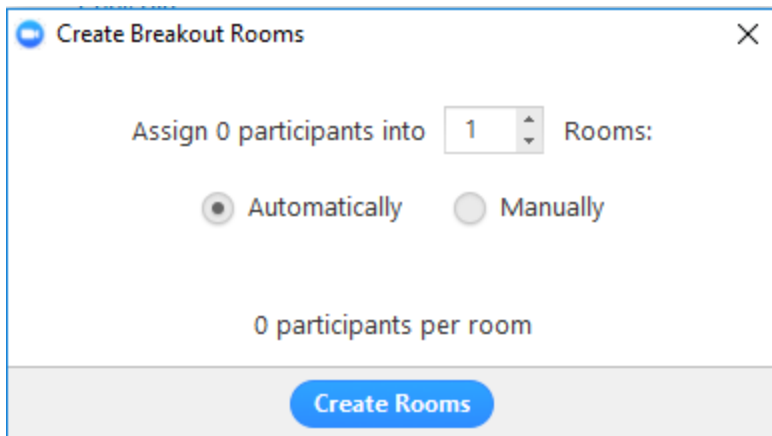 Create Breakout Rooms
Assign 0 participants into 1 Rooms:
Automatically Manually
0 participants per room
Create Rooms